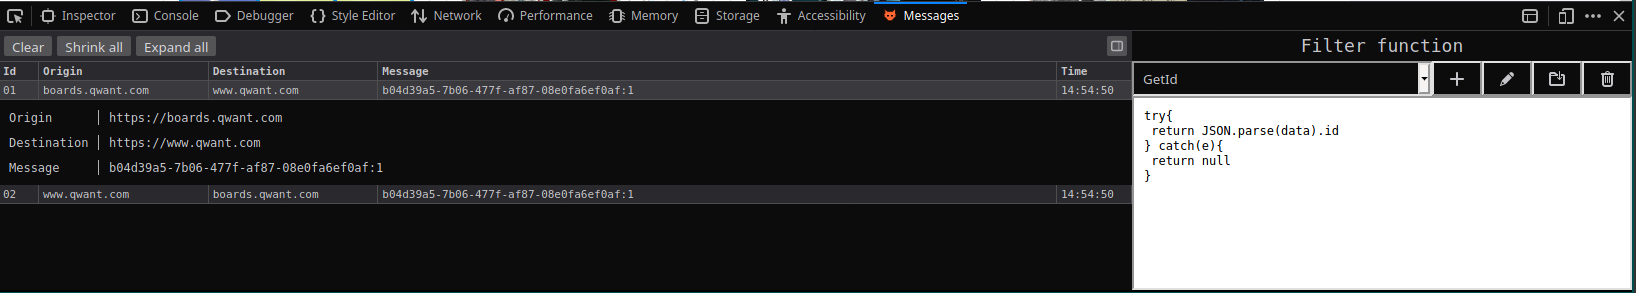 Inspector Console Debugger Style Editor Network Performance Memory Storage Accessibility Messages
Clear Shrink all Expand all
Id Origin Destination Message Time
01 boards.qwant.com www.qwant.com b04d39a5-7b06-477f-af87-08e0fa6ef0af:1 14:54:50
Origin https://boards.qwant.com
Destination https://www.qwant.com
Message b04d39a5-7b06-477f-af87-08e0fa6ef0af:1
02 www.qwant.com boards.qwant.com b04d39a5-7b06-477f-af87-08e0fa6ef0af:1 14:54:50
Filter function
GetId
try{
return JSON.parse(data).id
} catch(e){
return null
}